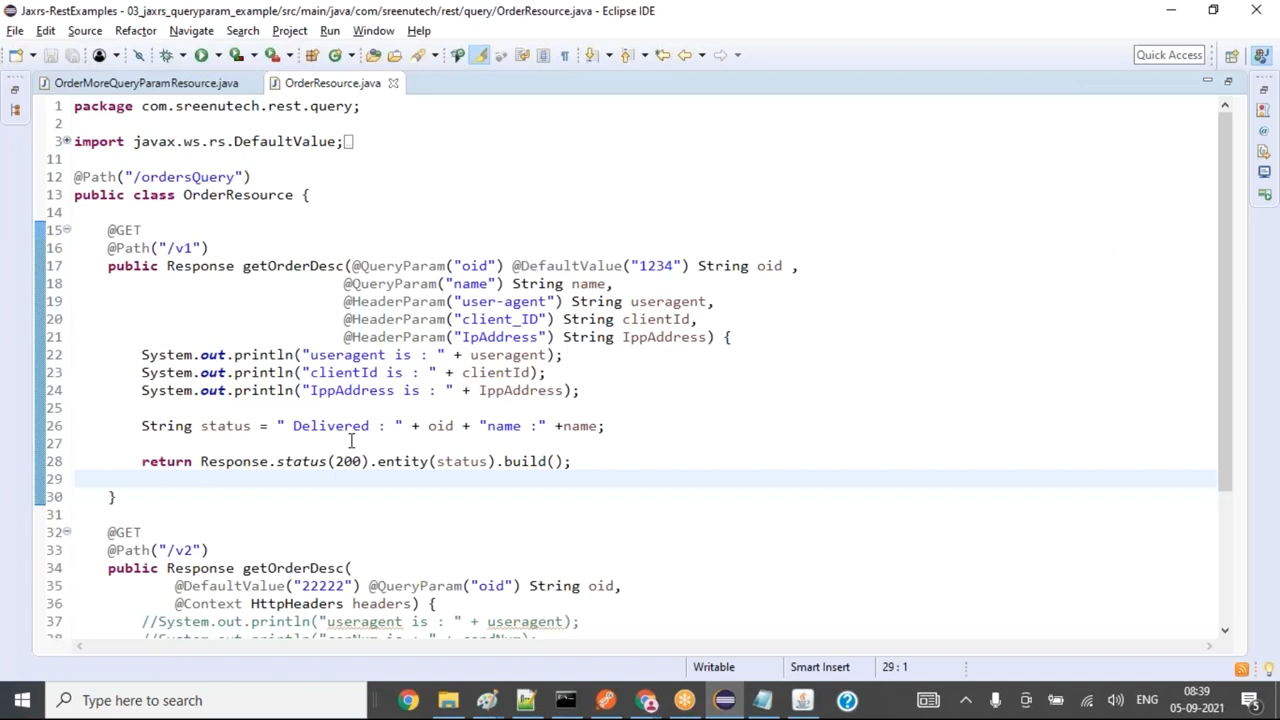 Jaxrs-RestExamples - 03_jaxrs_queryparam_example/src/main/java/com/sreenutech/rest/query/OrderResource.java - Eclipse IDE
File Edit Source Refactor Navigate Search Project Run Window Help
Quick Access
OrderMoreQueryParamResource.java OrderResource.java
1 package com.sreenutech.rest.query;
2
3 import javax.ws.rs.DefaultValue;
11
12 @Path("/ordersQuery")
13 public class OrderResource {
14
15 @GET
16 @Path("/v1")
17 public Response getOrderDesc(@QueryParam("oid") @DefaultValue("1234") String oid ,
18 @QueryParam("name") String name,
19 @HeaderParam("user-agent") String useragent,
20 @HeaderParam("client_ID") String clientId,
21 @HeaderParam("IpAddress") String IppAddress) {
22 System.out.println("useragent is : " + useragent);
23 System.out.println("clientId is : " + clientId);
24 System.out.println("IppAddress is : " + IppAddress);
25
26 String status = " Delivered : " + oid + "name :" +name;
27
28 return Response.status(200).entity(status).build();
29
30 }
31
32 @GET
33 @Path("/v2")
34 public Response getOrderDesc(
35 @DefaultValue("22222") @QueryParam("oid") String oid,
36 @Context HttpHeaders headers) {
37 //System.out.println("useragent is : " + useragent);
Writable Smart Insert 29 : 1
Type here to search
ENG
08:39
05-09-2021
5